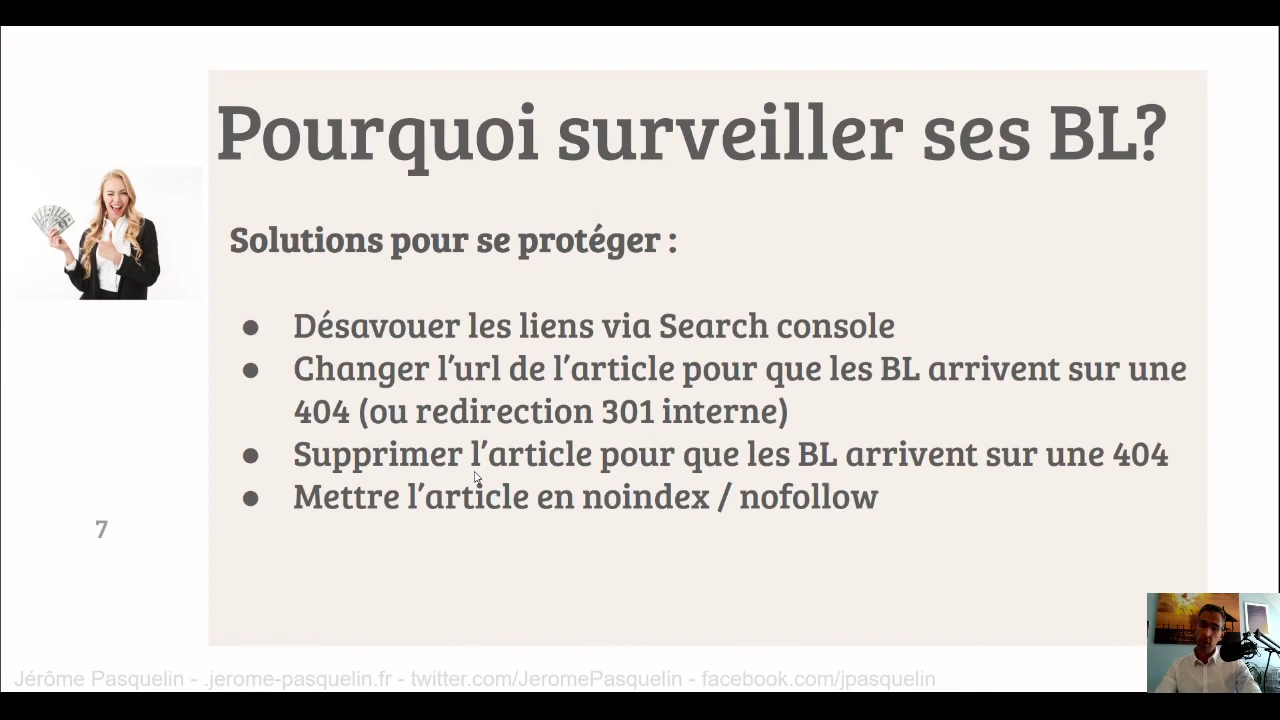 Pourquoi surveiller ses BL?
Solutions pour se protéger :
● Désavouer les liens via Search console
● Changer l'url de l'article pour que les BL arrivent sur une
404 (ou redirection 301 interne)
● Supprimer l'article pour que les BL arrivent sur une 404
● Mettre l'article en noindex / nofollow
7
Jérôme Pasquelin - .jerome-pasquelin.fr - twitter.com/JeromePasquelin - facebook.com/jpasquelin